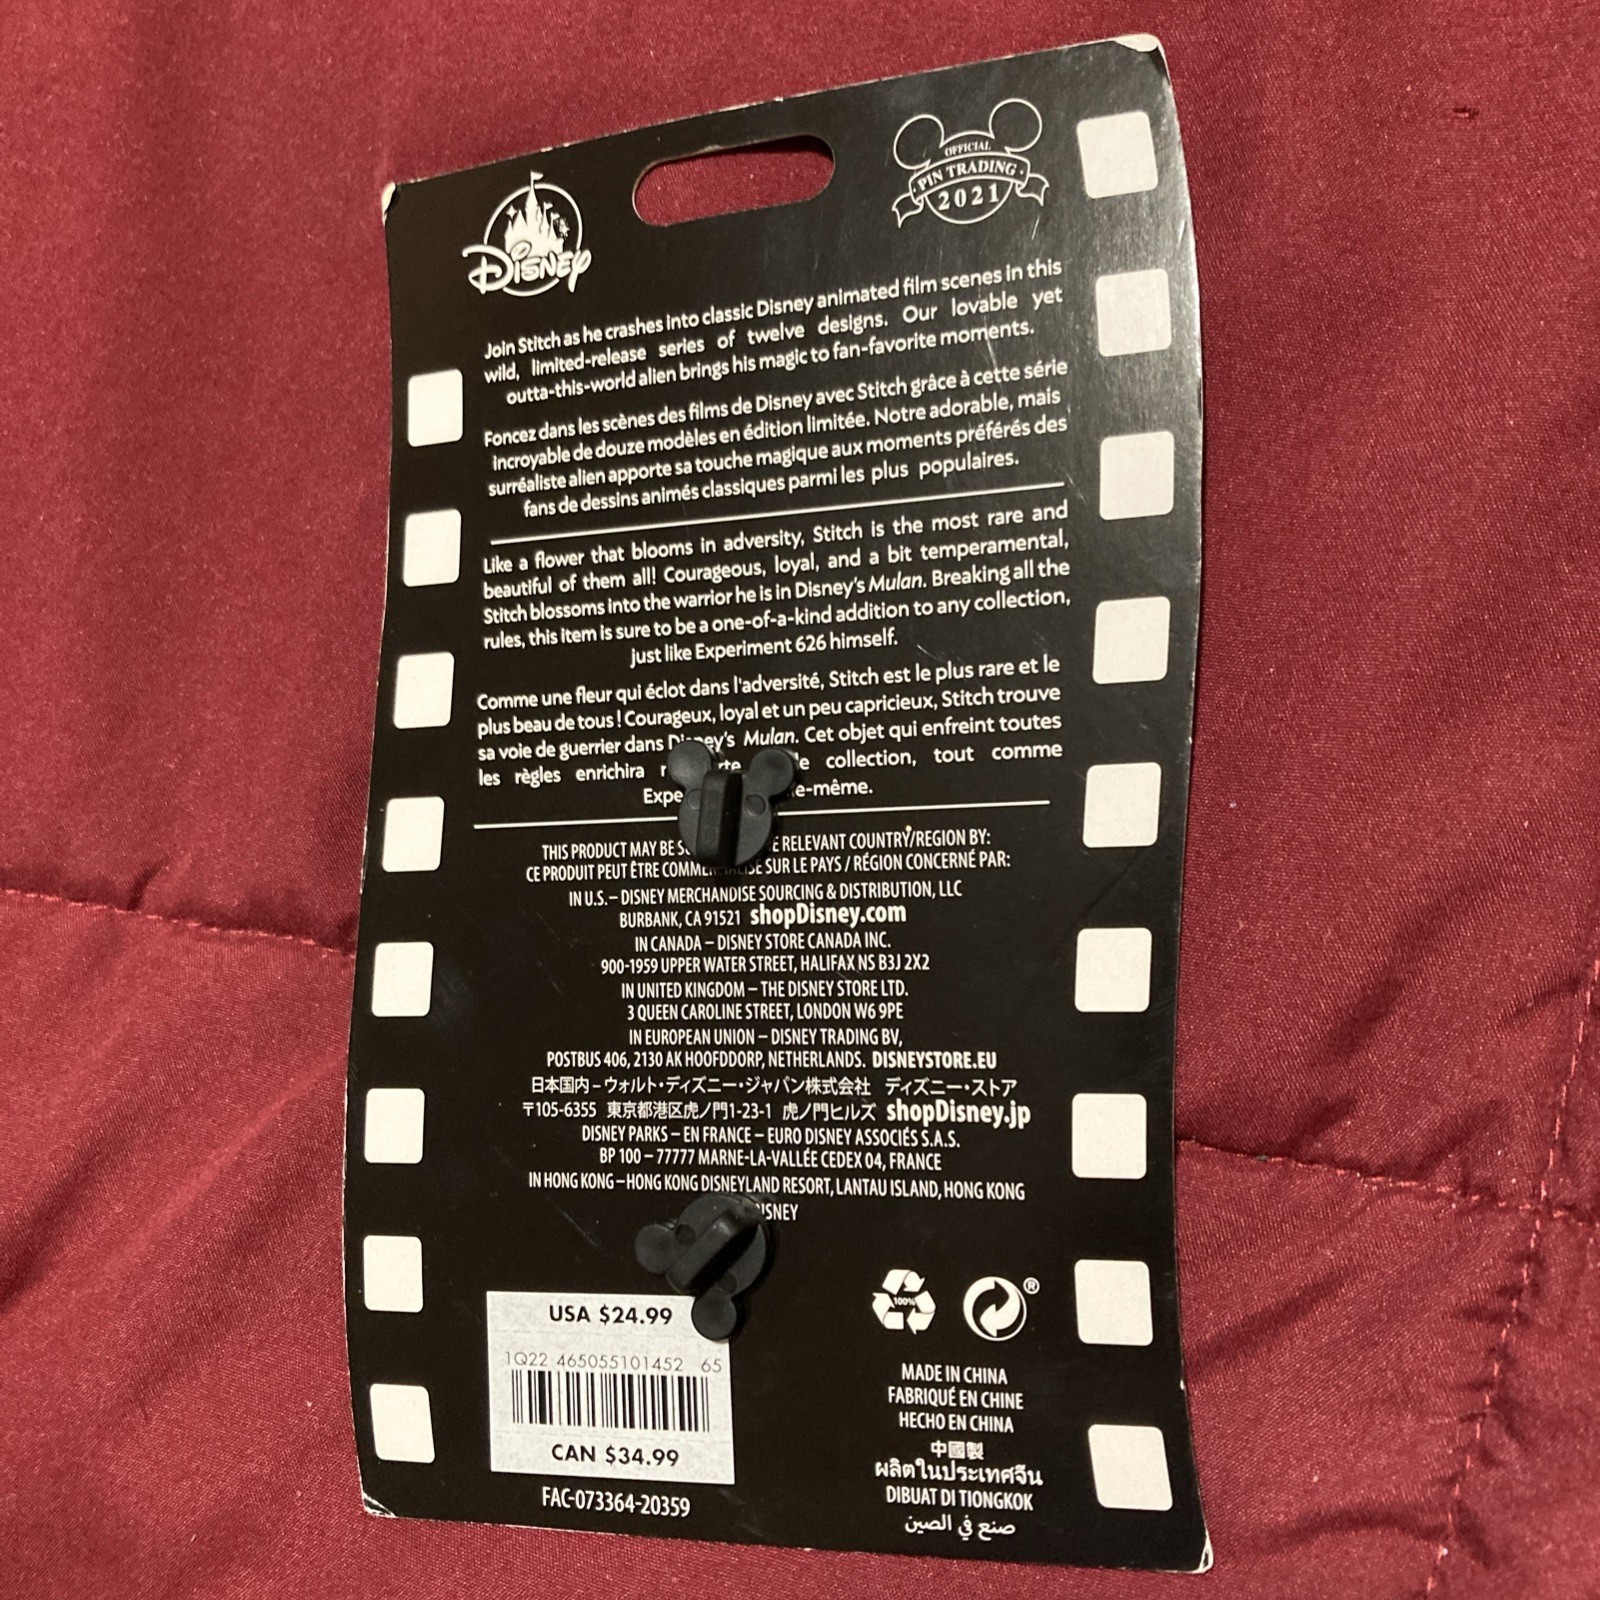 Disney
OFFICIAL
PIN TRADING
2021
Join Stitch as he crashes into classic Disney animated film scenes in this
wild, limited-release series of twelve designs. Our lovable yet
outta-this-world alien brings his magic to fan-favorite moments.
Foncez dans les scènes des films de Disney avec Stitch grâce à cette série
incroyable de douze modèles en édition limitée. Notre adorable, mais
surréaliste alien apporte sa touche magique aux moments préférés des
fans de dessins animés classiques parmi les plus populaires.
Like a flower that blooms in adversity, Stitch is the most rare and
beautiful of them all! Courageous, loyal, and a bit temperamental,
Stitch blossoms into the warrior he is in Disney's Mulan. Breaking all the
rules, this item is sure to be a one-of-a-kind addition to any collection,
just like Experiment 626 himself.
Comme une fleur qui éclot dans l'adversité, Stitch est le plus rare et le
plus beau de tous ! Courageux, loyal et un peu capricieux, Stitch trouve
sa voie de guerrier dans Disney's Mulan. Cet objet qui enfreint toutes
les règles enrichira collection, tout comme
THIS PRODUCT MAY BE RELEVANT COUNTRY/REGION BY:
CE PRODUIT PEUT ÊTRE COMMERCIALISÉ SUR LE PAYS / RÉGION CONCERNÉ PAR:
IN U.S. – DISNEY MERCHANDISE SOURCING & DISTRIBUTION, LLC
BURBANK, CA 91521 shopDisney.com
IN CANADA – DISNEY STORE CANADA INC.
900-1959 UPPER WATER STREET, HALIFAX NS B3J 2X2
IN UNITED KINGDOM – THE DISNEY STORE LTD.
3 QUEEN CAROLINE STREET, LONDON W6 9PE
IN EUROPEAN UNION – DISNEY TRADING BV,
POSTBUS 406, 2130 AK HOOFDDORP, NETHERLANDS. DISNEYSTORE.EU
日本国内 – ウォルト・ディズニー・ジャパン株式会社 ディズニー・ストア
〒105-6355 東京都港区虎ノ門1-23-1 虎ノ門ヒルズ shopDisney.jp
DISNEY PARKS – EN FRANCE – EURO DISNEY ASSOCIÉS S.A.S.
BP 100 – 77777 MARNE-LA-VALLÉE CEDEX 04, FRANCE
IN HONG KONG – HONG KONG DISNEYLAND RESORT, LANTAU ISLAND, HONG KONG
DISNEY
USA $24.99
1Q22 465055101452 65
CAN $34.99
FAC-073364-20359
100%
®
MADE IN CHINA
FABRIQUÉ EN CHINE
HECHO EN CHINA
中國製
ผลิตในประเทศจีน
DIBUAT DI TIONGKOK
صنع في الصين